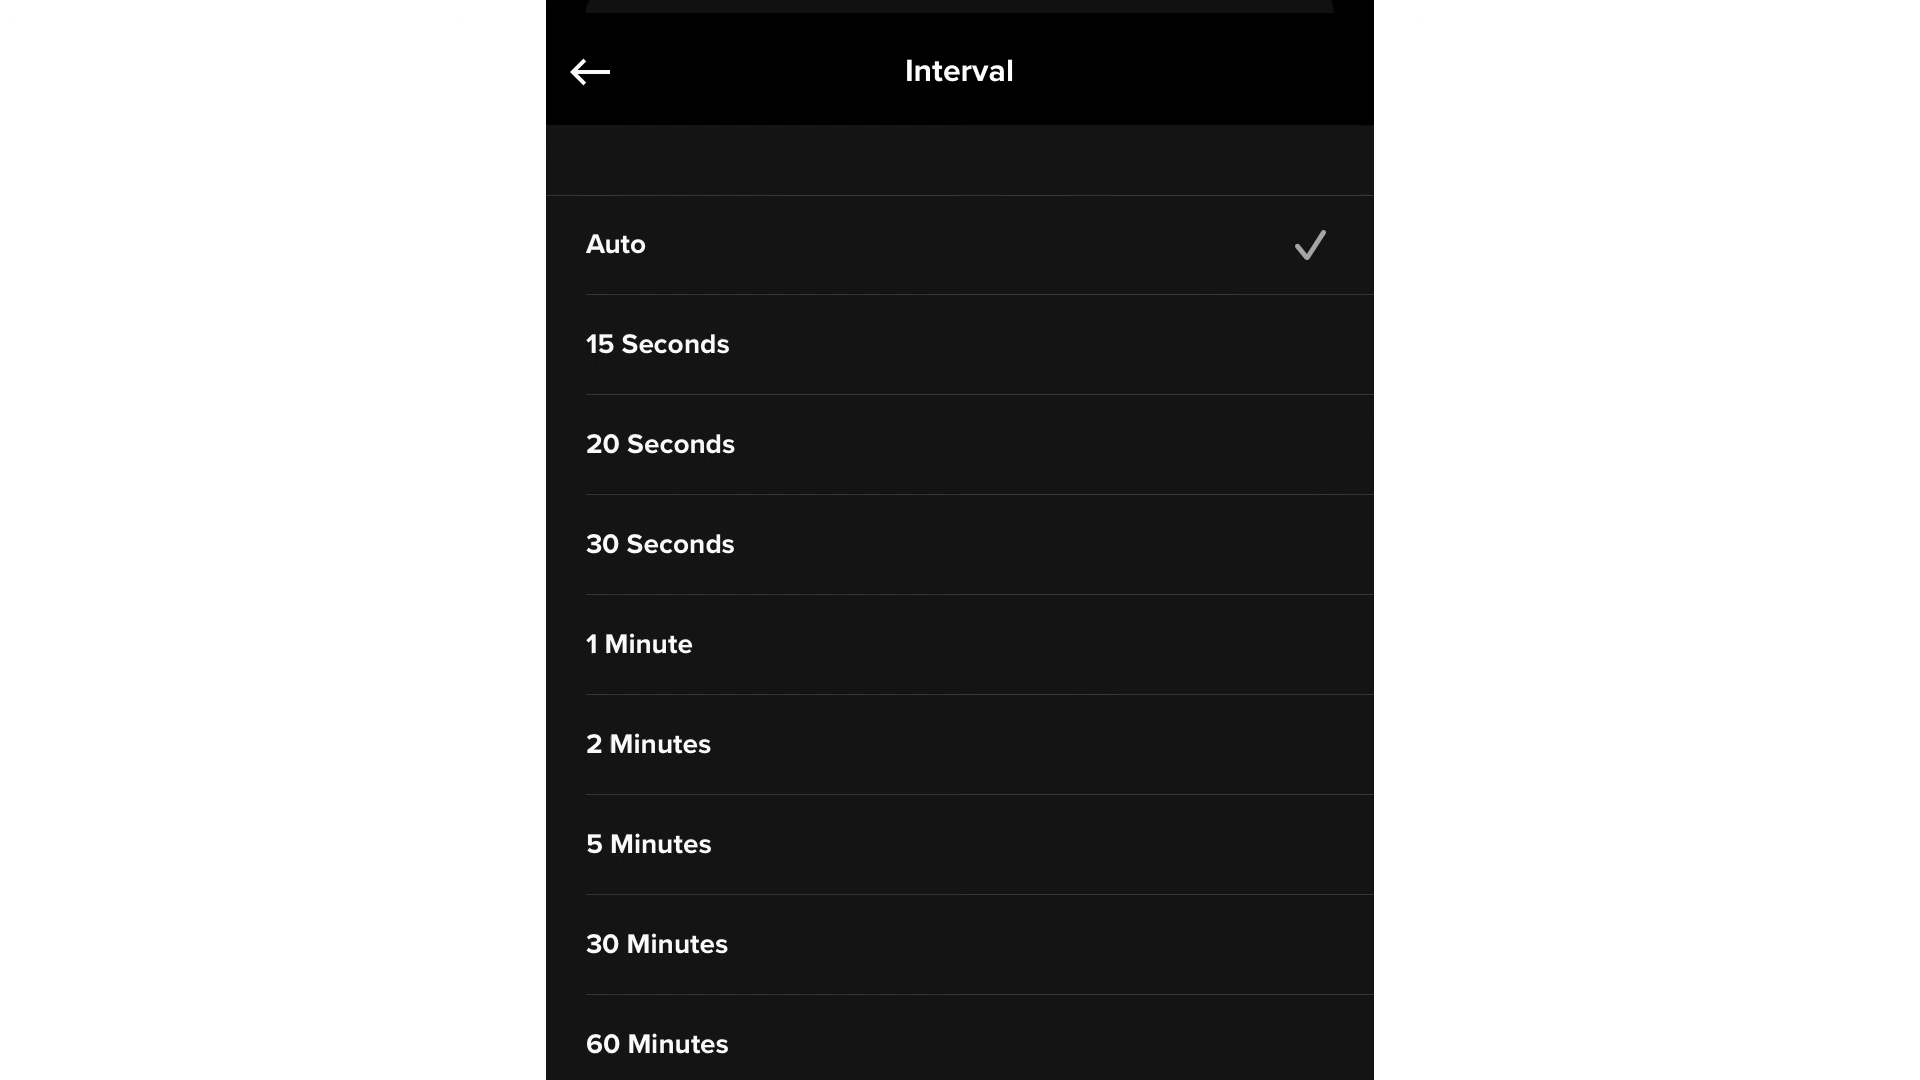 Interval
Auto
15 Seconds
20 Seconds
30 Seconds
1 Minute
2 Minutes
5 Minutes
30 Minutes
60 Minutes